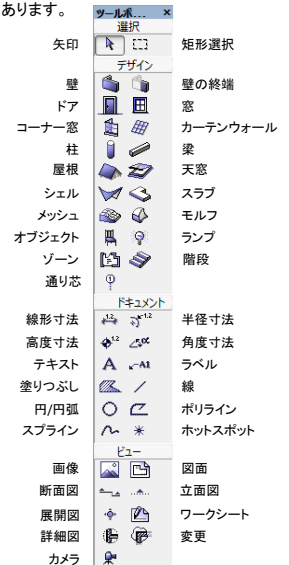 あります。
ツールボ... ×
選択
矢印 矩形選択
デザイン
壁 壁の終端
ドア 窓
コーナー窓 カーテンウォール
柱 梁
屋根 天窓
シェル スラブ
メッシュ モルフ
オブジェクト ランプ
ゾーン 階段
通り芯
ドキュメント
線形寸法 1.2 1.2 半径寸法
高度寸法 1.2 α 角度寸法
テキスト A A1 ラベル
塗りつぶし 線
円/円弧 ポリライン
スプライン ホットスポット
ビュー
画像 図面
断面図 立面図
展開図 ワークシート
詳細図 変更
カメラ